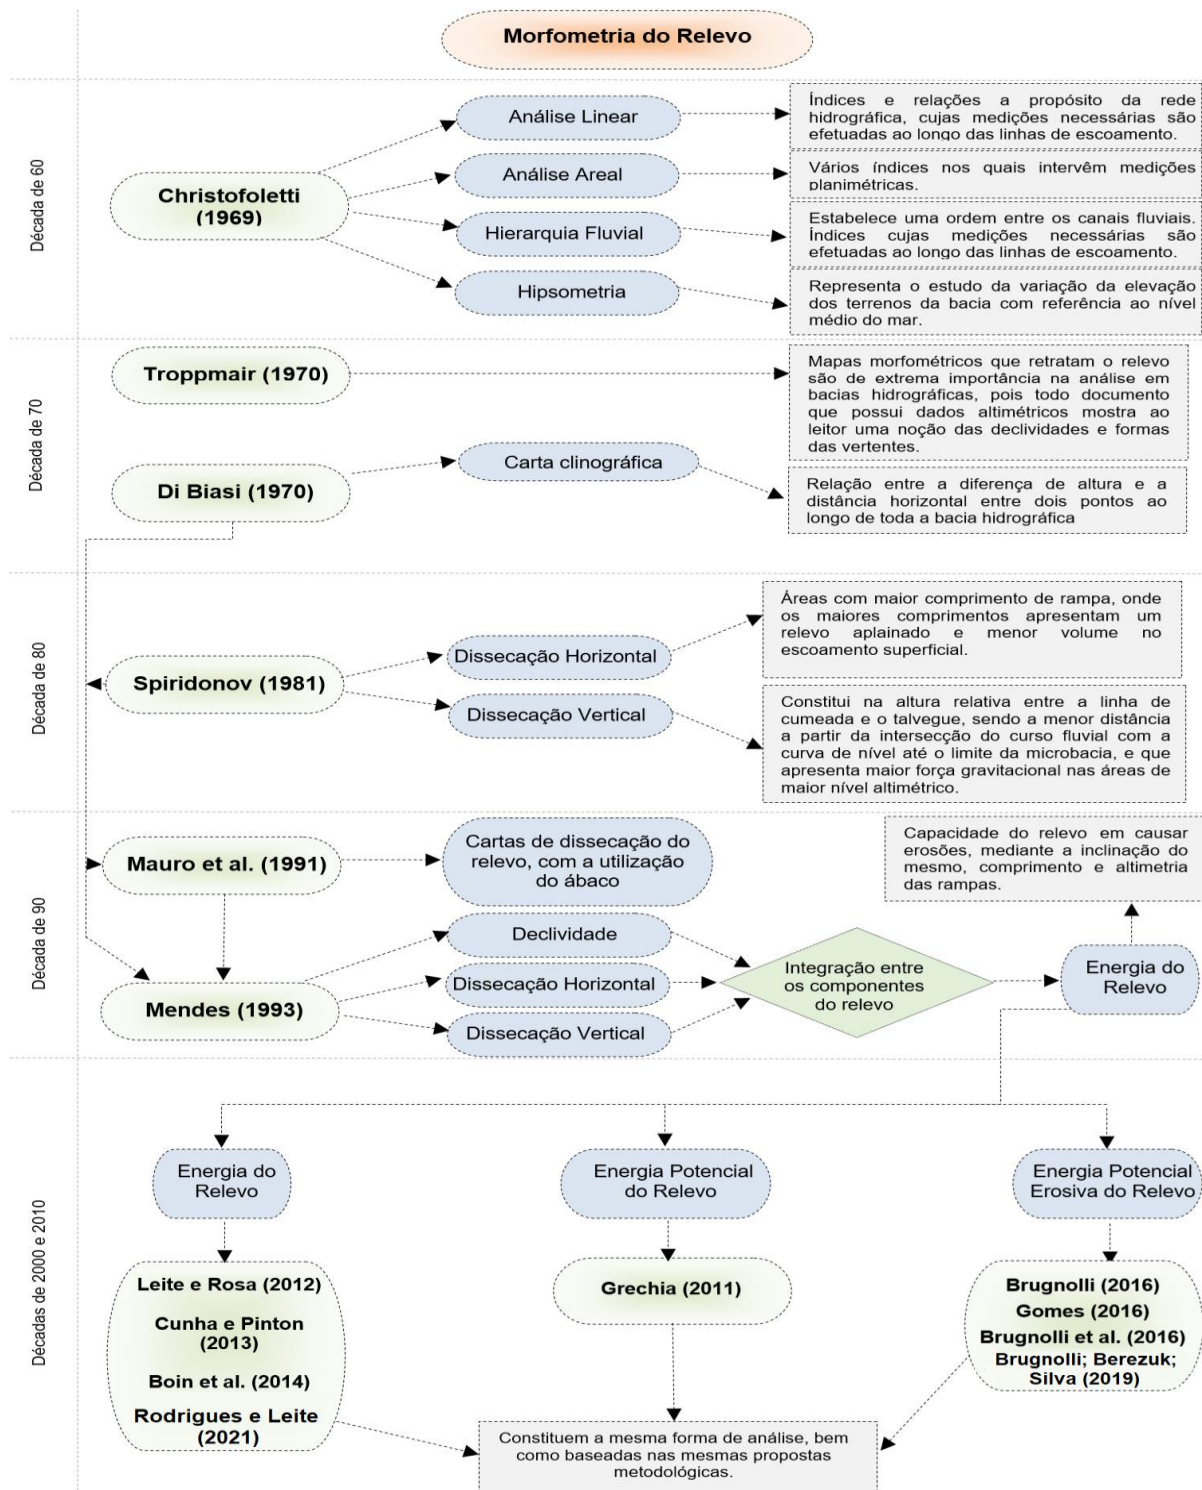 Morfometria do Relevo
Década de 60
Christofoletti
(1969)
Análise Linear
Índices e relações a propósito da rede
hidrográfica, cujas medições necessárias são
efetuadas ao longo das linhas de escoamento.
Análise Areal
Vários índices nos quais intervêm medições
planimétricas.
Hierarquia Fluvial
Estabelece uma ordem entre os canais fluviais.
Índices cujas medições necessárias são
efetuadas ao longo das linhas de escoamento.
Hipsometria
Representa o estudo da variação da elevação
dos terrenos da bacia com referência ao nível
médio do mar.
Década de 70
Troppmair (1970)
Mapas morfométricos que retratam o relevo
são de extrema importância na análise em
bacias hidrográficas, pois todo documento
que possui dados altimétricos mostra ao
leitor uma noção das declividades e formas
das vertentes.
Di Biasi (1970)
Carta clinográfica
Relação entre a diferença de altura e a
distância horizontal entre dois pontos ao
longo de toda a bacia hidrográfica
Década de 80
Spiridonov (1981)
Dissecação Horizontal
Áreas com maior comprimento de rampa, onde
os maiores comprimentos apresentam um
relevo aplainado e menor volume no
escoamento superficial.
Dissecação Vertical
Constitui na altura relativa entre a linha de
cumeada e o talvegue, sendo a menor distância
a partir da intersecção do curso fluvial com a
curva de nível até o limite da microbacia, e que
apresenta maior força gravitacional nas áreas de
maior nível altimétrico.
Década de 90
Mauro et al. (1991)
Cartas de dissecação do
relevo, com a utilização
do ábaco
Capacidade do relevo em causar
erosões, mediante a inclinação do
mesmo, comprimento e altimetria
das rampas.
Mendes (1993)
Declividade
Dissecação Horizontal
Dissecação Vertical
Integração entre
os componentes
do relevo
Energia do
Relevo
Décadas de 2000 e 2010
Energia do
Relevo
Energia Potencial
do Relevo
Energia Potencial
Erosiva do Relevo
Leite e Rosa (2012)
Cunha e Pinton
(2013)
Boin et al. (2014)
Rodrigues e Leite
(2021)
Grechia (2011)
Brugnolli (2016)
Gomes (2016)
Brugnolli et al. (2016)
Brugnolli; Berezuk;
Silva (2019)
Constituem a mesma forma de análise, bem
como baseadas nas mesmas propostas
metodológicas.